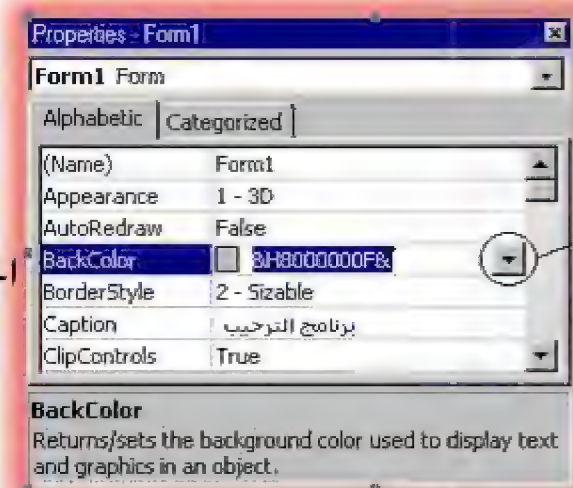 Properties - Form1
Form1 Form
Alphabetic Categorized
(Name) Form1
Appearance 1 - 3D
AutoRedraw False
BackColor &H8000000F&
BorderStyle 2 - Sizable
Caption برنامج الترحيب
ClipControls True
BackColor
Returns/sets the background color used to display text
and graphics in an object.